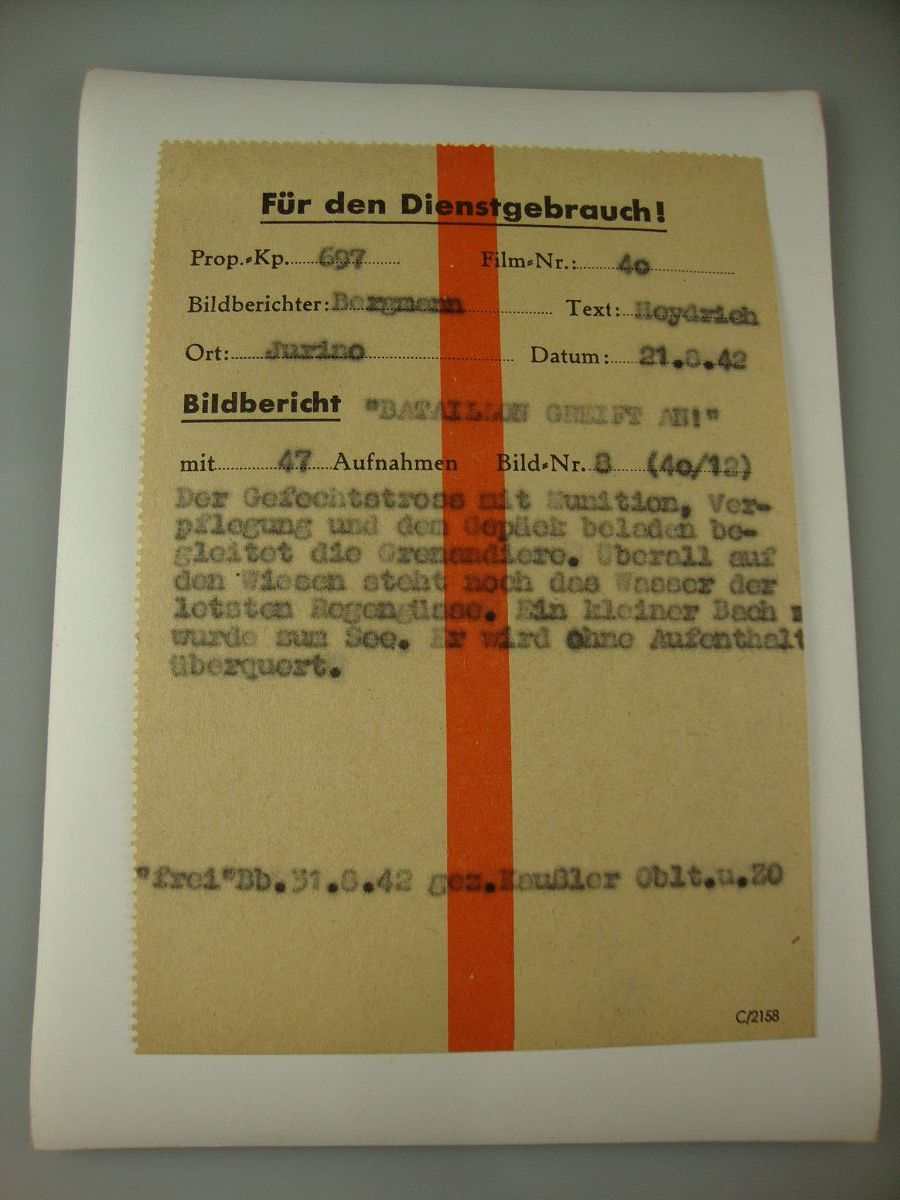 Für den Dienstgebrauch!
Prop.-Kp. 697 Film-Nr.: 40
Bildberichter: Bergmann Text: Heydrich
Ort: Datum: 21.8.42
Bildbericht "BATAILLON GREIFT AN!"
mit 47 Aufnahmen Bild-Nr. 8 (40/12)
Der Gefechtstross mit Munition, Ver-
pflegung und dem Gepäck beladen be-
gleitet die Grenandiere. Überall auf
den Wiesen steht noch das Wasser der
letzten Regengüsse. Ein kleiner Bach
wurde zum See. Er wird ohne Aufenthalt
überquert.
"frei"Bb.31.8.42 gez. Oblt.u.ZO
C/2158